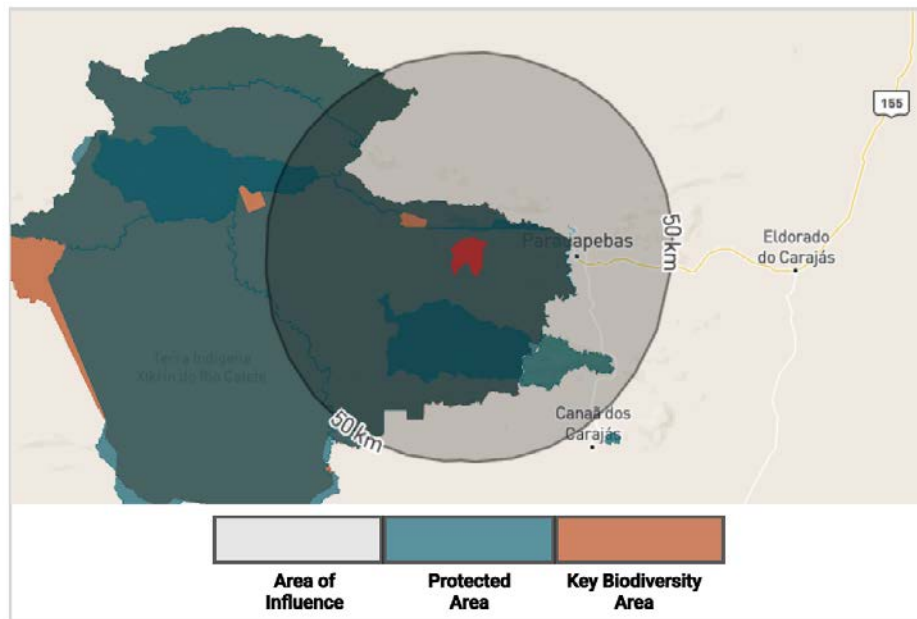 155
50 km
Parauapebas
Eldorado
do Carajás
Terra Indígena
Xikrin do Rio Catete
50 km
Canaã dos
Carajás
Area of
Influence
Protected
Area
Key Biodiversity
Area